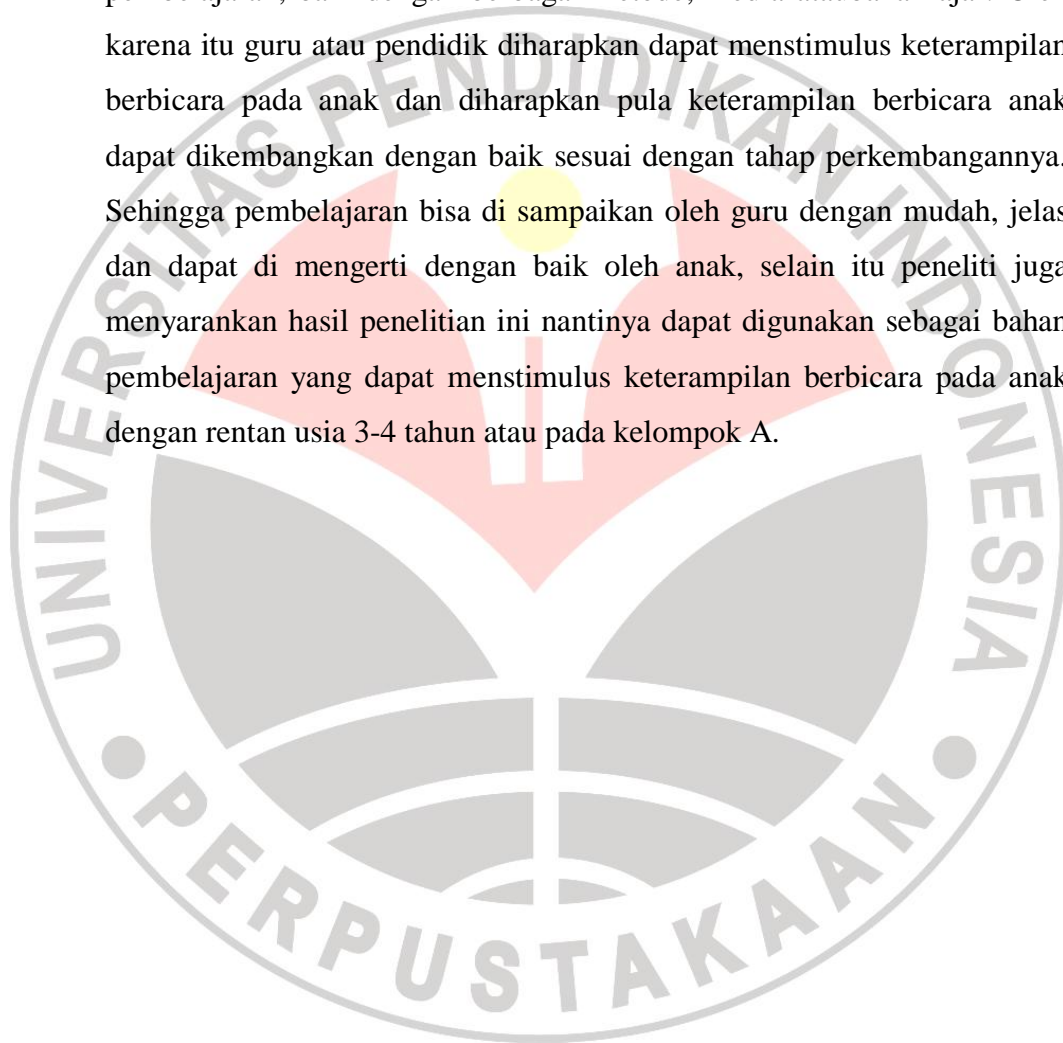 karena itu guru atau pendidik diharapkan dapat menstimulus keterampilan
berbicara pada anak dan diharapkan pula keterampilan berbicara anak
dapat dikembangkan dengan baik sesuai dengan tahap perkembangannya.
Sehingga pembelajaran bisa di sampaikan oleh guru dengan mudah, jelas
dan dapat di mengerti dengan baik oleh anak, selain itu peneliti juga
menyarankan hasil penelitian ini nantinya dapat digunakan sebagai bahan
pembelajaran yang dapat menstimulus keterampilan berbicara pada anak
dengan rentan usia 3-4 tahun atau pada kelompok A.
UNIVERSITAS PENDIDIKAN INDONESIA
PERPUSTAKAAN